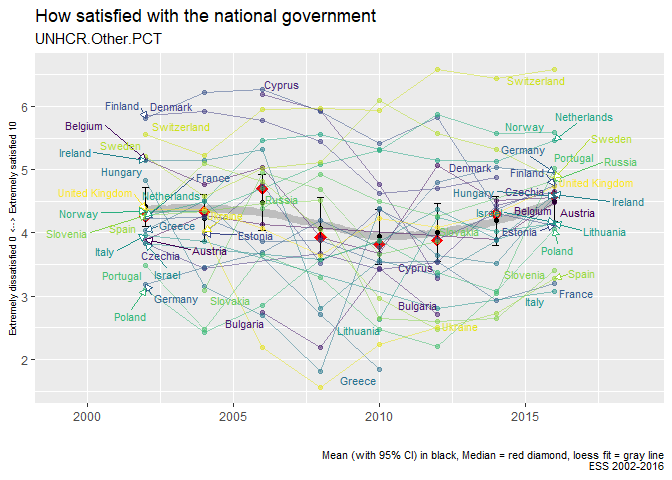 How satisfied with the national government
UNHCR.Other.PCT
Extremely dissatisfied 0 <--> Extremely satisfied 10
6
5
4
3
2
Finland
Denmark
Cyprus
Switzerland
Belgium
Switzerland
Norway
Netherlands
Ireland
Sweden
Germany
Sweden
Hungary
France
Denmark
Finland
Portugal
Russia
United Kingdom
Netherlands
Russia
Hungary
Czechia
United Kingdom
Ireland
Norway
Israel
Belgium
Austria
Slovenia
Spain
Greece
Estonia
Estonia
Lithuania
Italy
Czechia
Austria
Poland
Portugal
Israel
Cyprus
Slovenia
Spain
Germany
Slovakia
Bulgaria
Italy
France
Poland
Bulgaria
Lithuania
Ukraine
Greece
2000
2005
2010
2015
Mean (with 95% CI) in black, Median = red diamond, loess fit = gray line
ESS 2002-2016